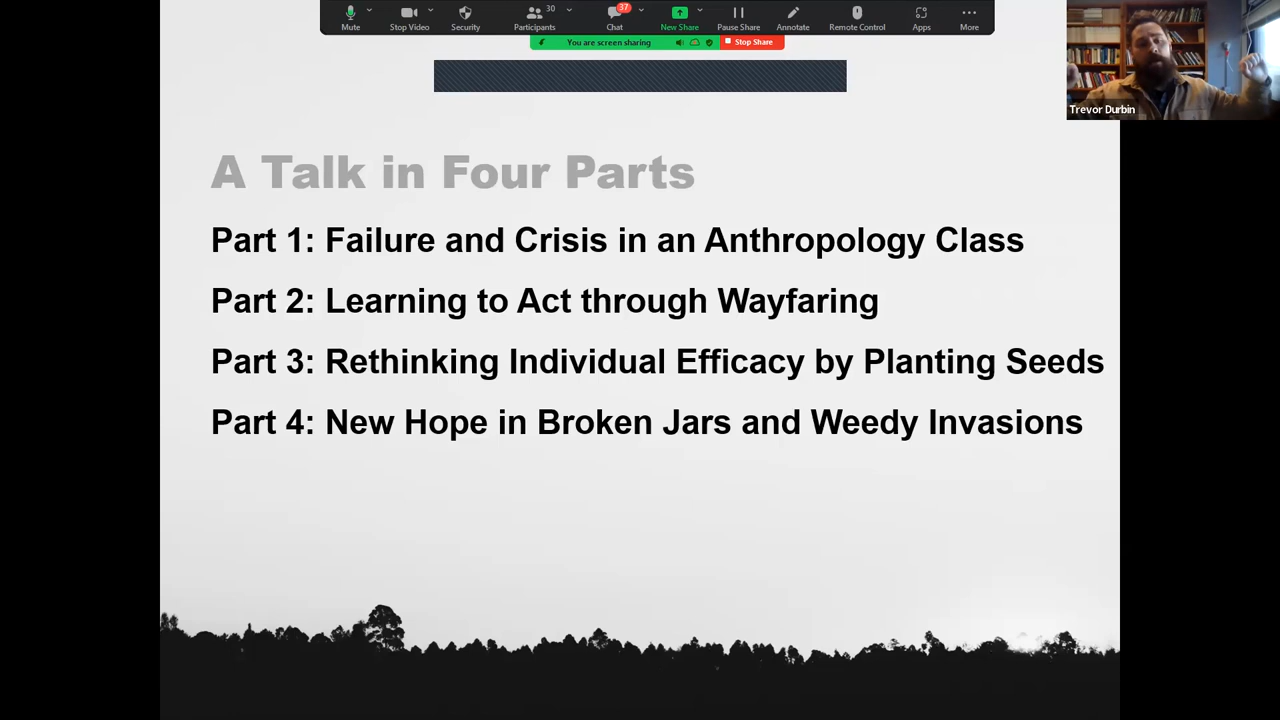 30
37
Mute
Stop Video
Security
Participants
Chat
New Share
Pause Share
Annotate
Remote Control
Apps
More
You are screen sharing
Stop Share
Trevor Durbin
A Talk in Four Parts
Part 1: Failure and Crisis in an Anthropology Class
Part 2: Learning to Act through Wayfaring
Part 3: Rethinking Individual Efficacy by Planting Seeds
Part 4: New Hope in Broken Jars and Weedy Invasions